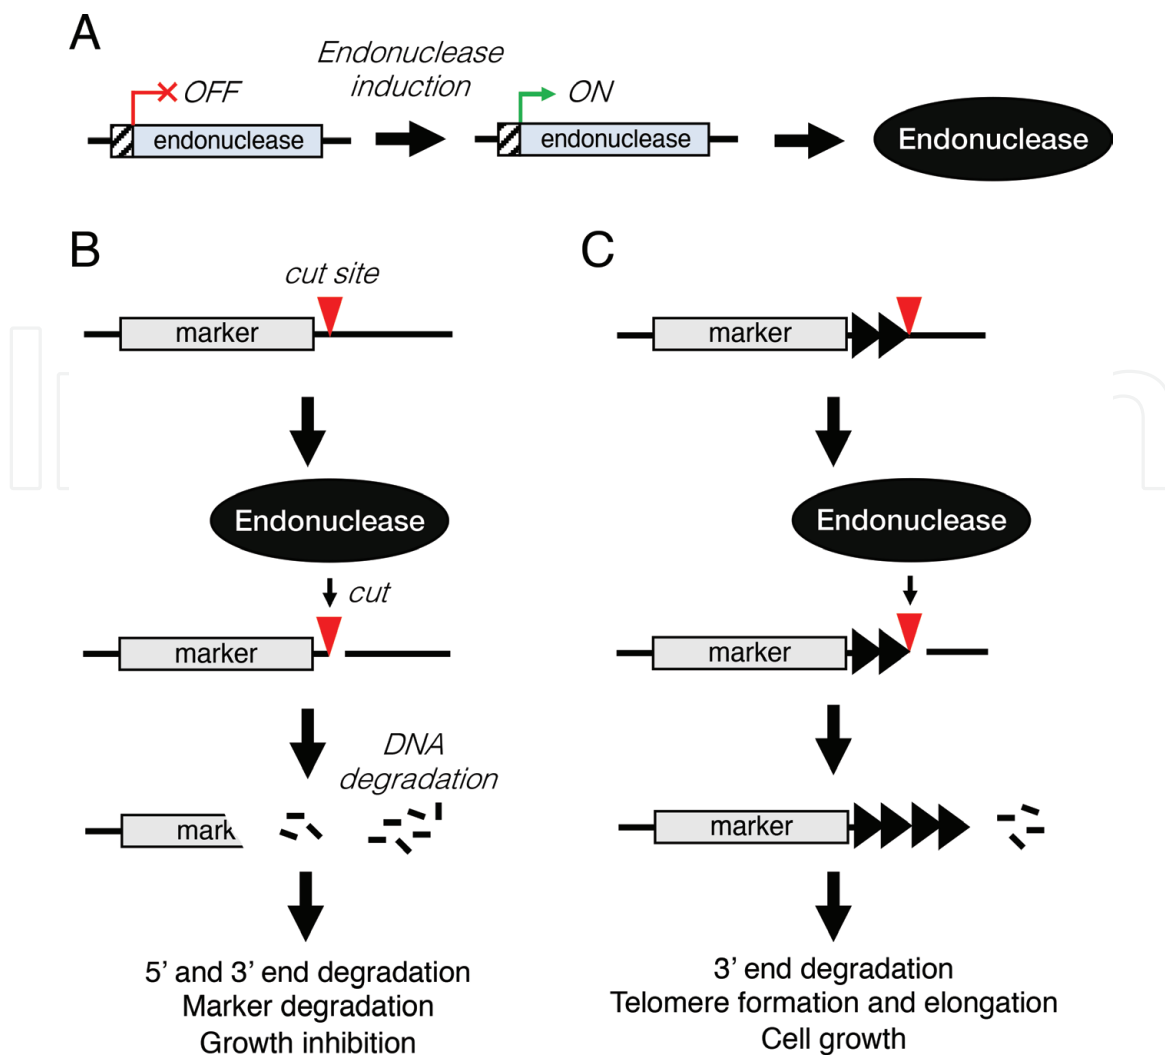 A
OFF
Endonuclease
induction
ON
endonuclease
endonuclease
Endonuclease
B
cut site
marker
Endonuclease
cut
marker
DNA
degradation
mark
5’ and 3’ end degradation
Marker degradation
Growth inhibition
C
marker
Endonuclease
marker
marker
3’ end degradation
Telomere formation and elongation
Cell growth